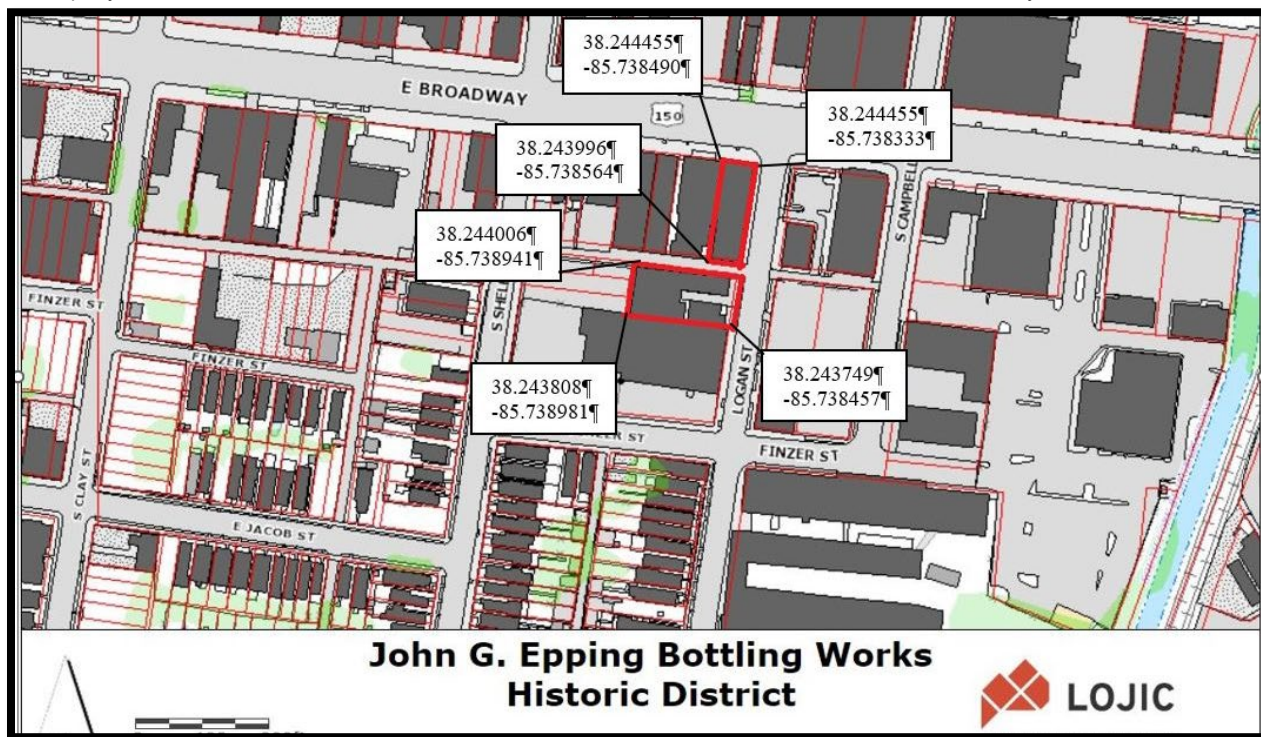 38.244455¶
-85.738490¶
E BROADWAY
150
38.244455¶
-85.738333¶
38.243996¶
-85.738564¶
S CAMPBELL
38.244006¶
-85.738941¶
FINZER ST
S SHEL
FINZER ST
LOGAN ST
38.243808¶
-85.738981¶
38.243749¶
-85.738457¶
FINZER ST
S CLAY ST
E JACOB ST
John G. Epping Bottling Works
Historic District
LOJIC